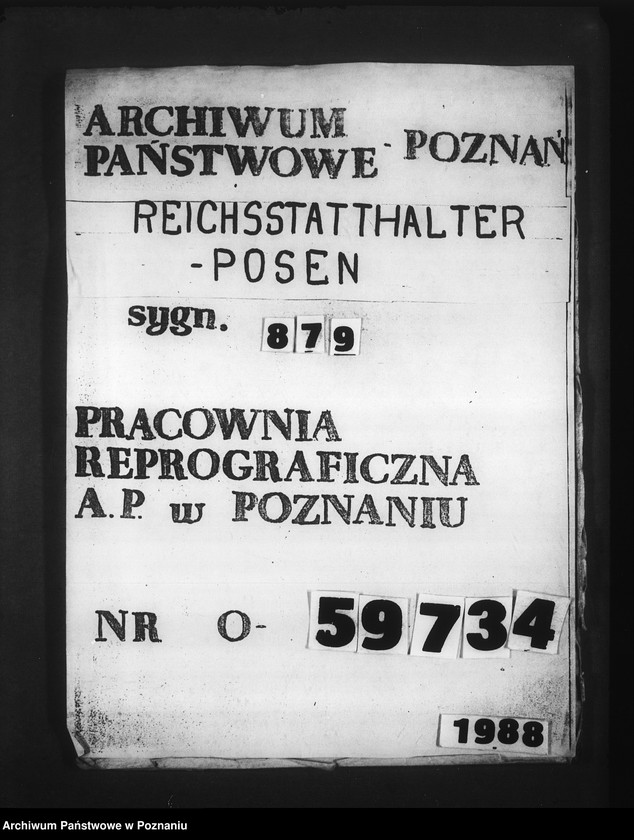 ARCHIWUM
PAŃSTWOWE - POZNAŃ
REICHSSTATTHALTER
-POSEN
sygn. 879
PRACOWNIA
REPROGRAFICZNA
A.P. w POZNANIU
NR O- 59734
1988
Archiwum Państwowe w Poznaniu